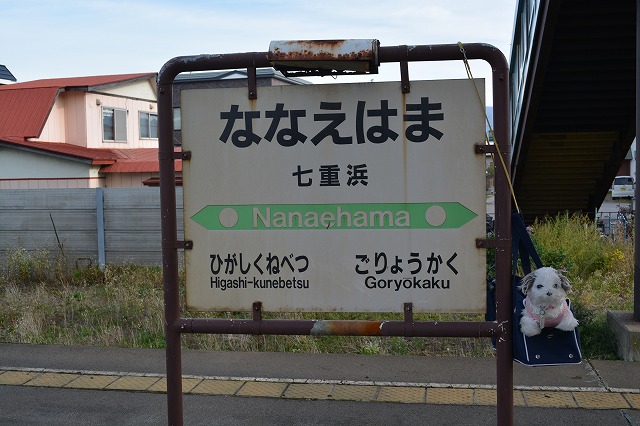 ななえはま
七重浜
Nanaehama
ひがしくねべつ ごりょうかく
Higashi-kunebetsu Goryokaku